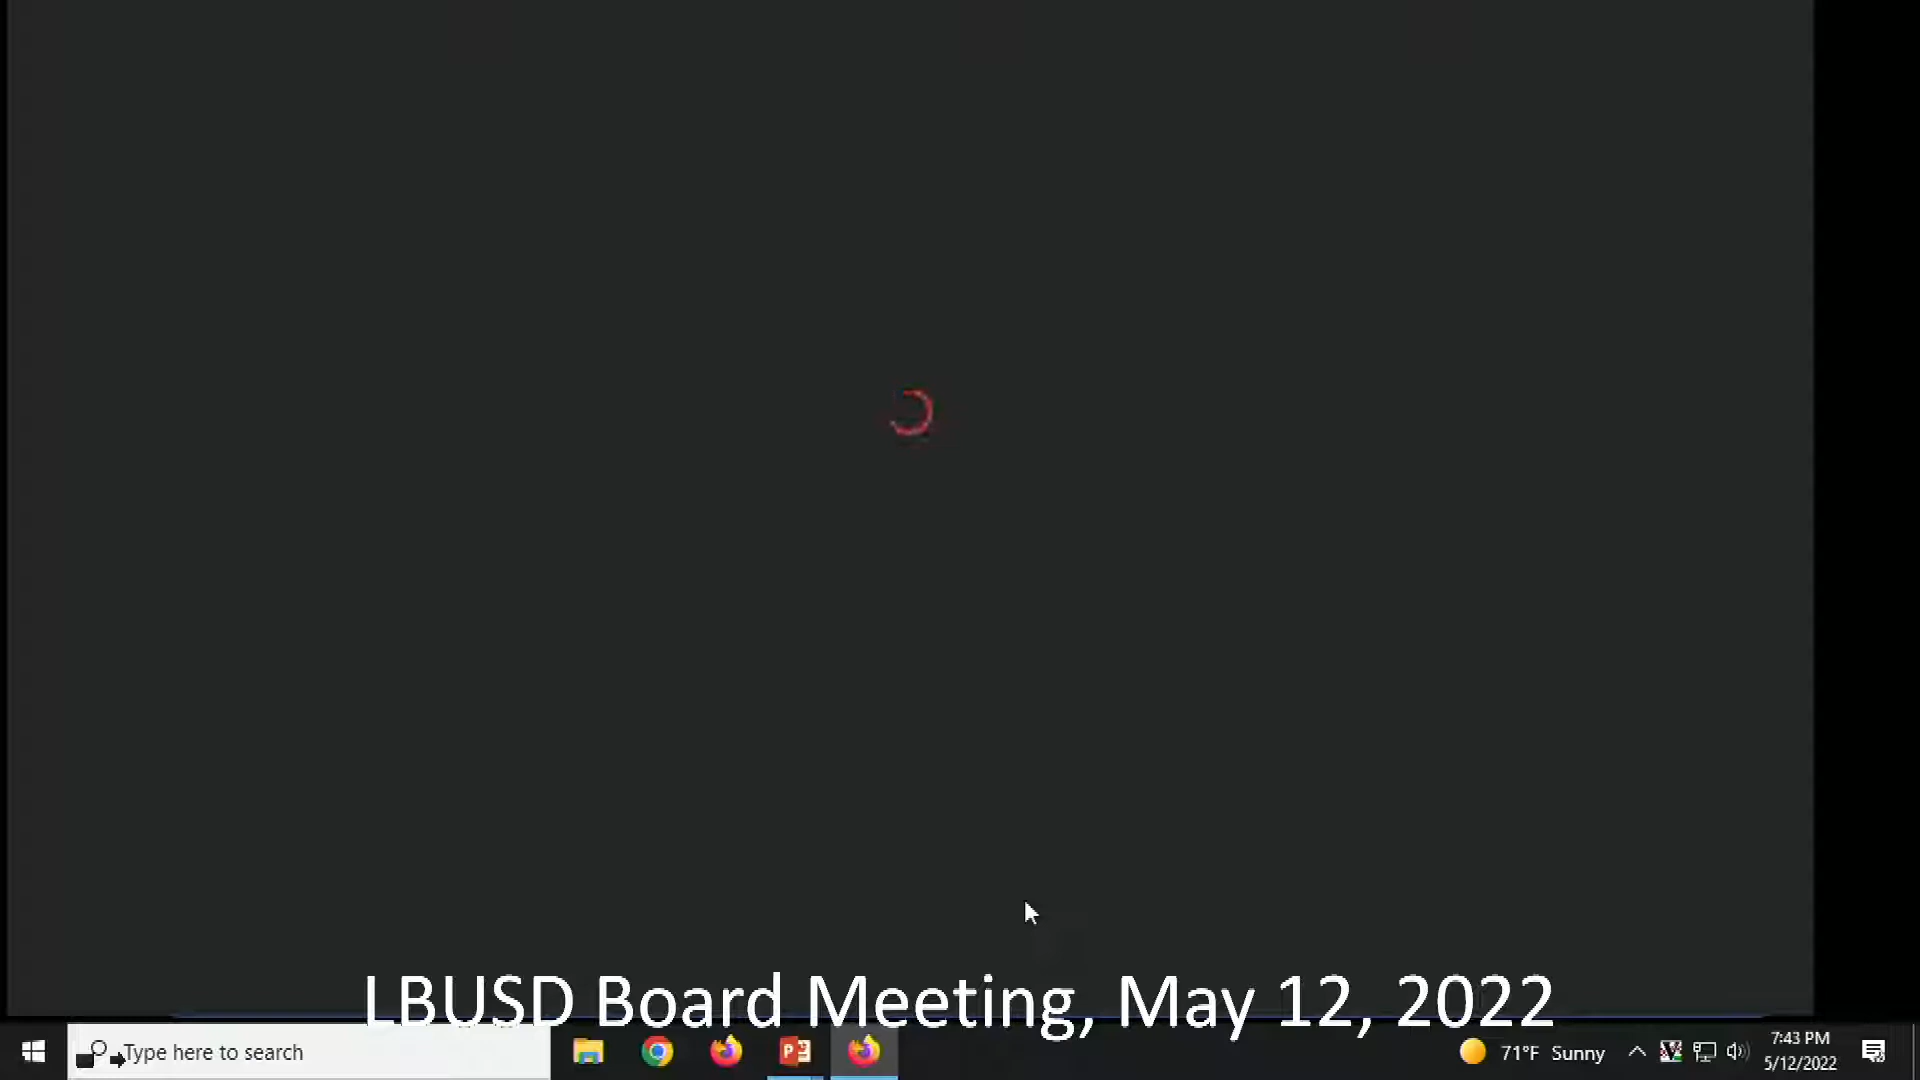 LBUSD Board Meeting, May 12, 2022
Type here to search
71°F Sunny
7:43 PM
5/12/2022